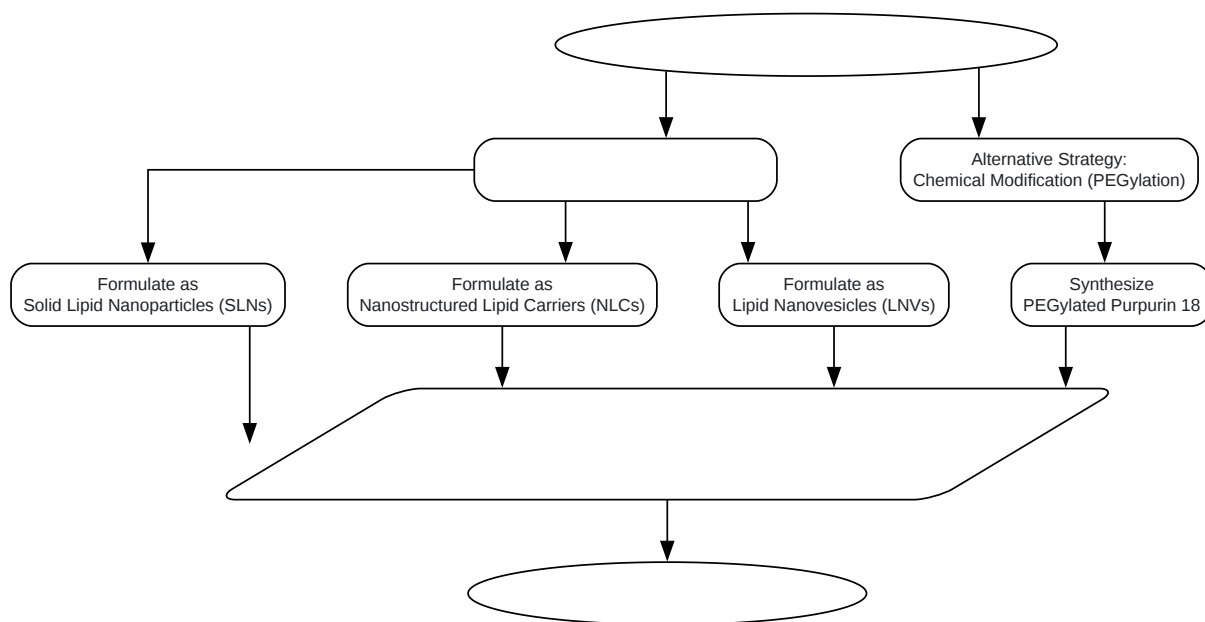 Alternative Strategy:
Chemical Modification (PEGylation)
Formulate as
Solid Lipid Nanoparticles (SLNs)
Formulate as
Nanostructured Lipid Carriers (NLCs)
Formulate as
Lipid Nanovesicles (LNVs)
Synthesize
PEGylated Purpurin 18